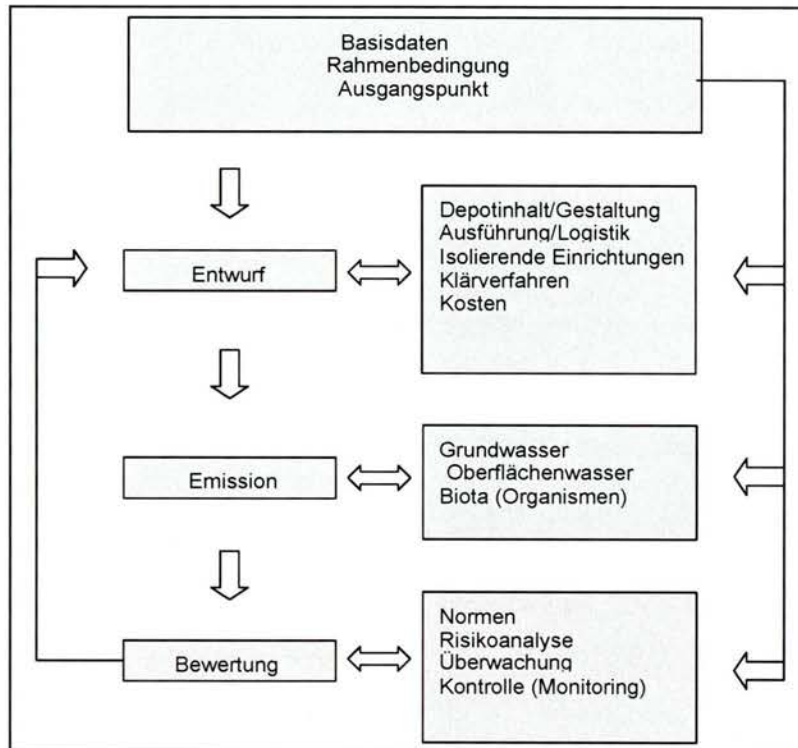 Basisdaten
Rahmenbedingung
Ausgangspunkt
Entwurf
Depotinhalt/Gestaltung
Ausführung/Logistik
Isolierende Einrichtungen
Klärverfahren
Kosten
Emission
Grundwasser
Oberflächenwasser
Biota (Organismen)
Bewertung
Normen
Risikoanalyse
Überwachung
Kontrolle (Monitoring)